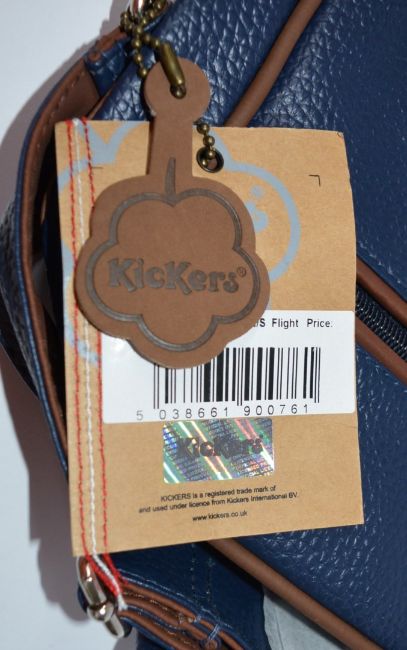 KicKers®
/S Flight Price:
5 038661 900761
KicKers
KICKERS is a registered trade mark of
and used under licence from Kickers International BV.
www.kickers.co.uk